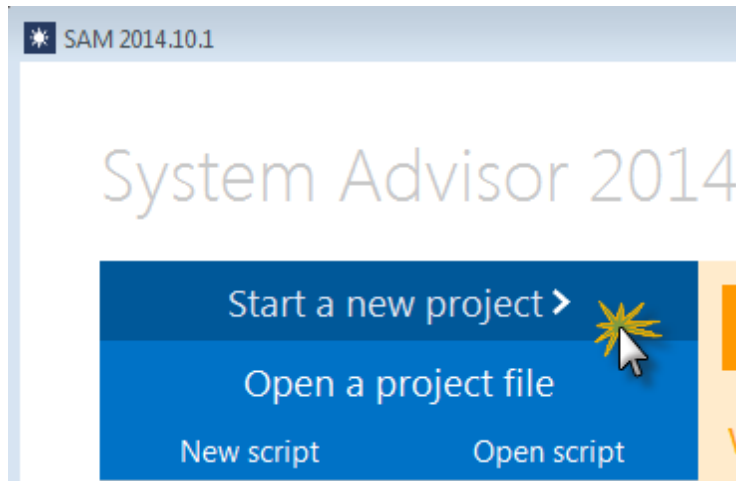 SAM 2014.10.1
System Advisor 2014
Start a new project >
Open a project file
New script Open script